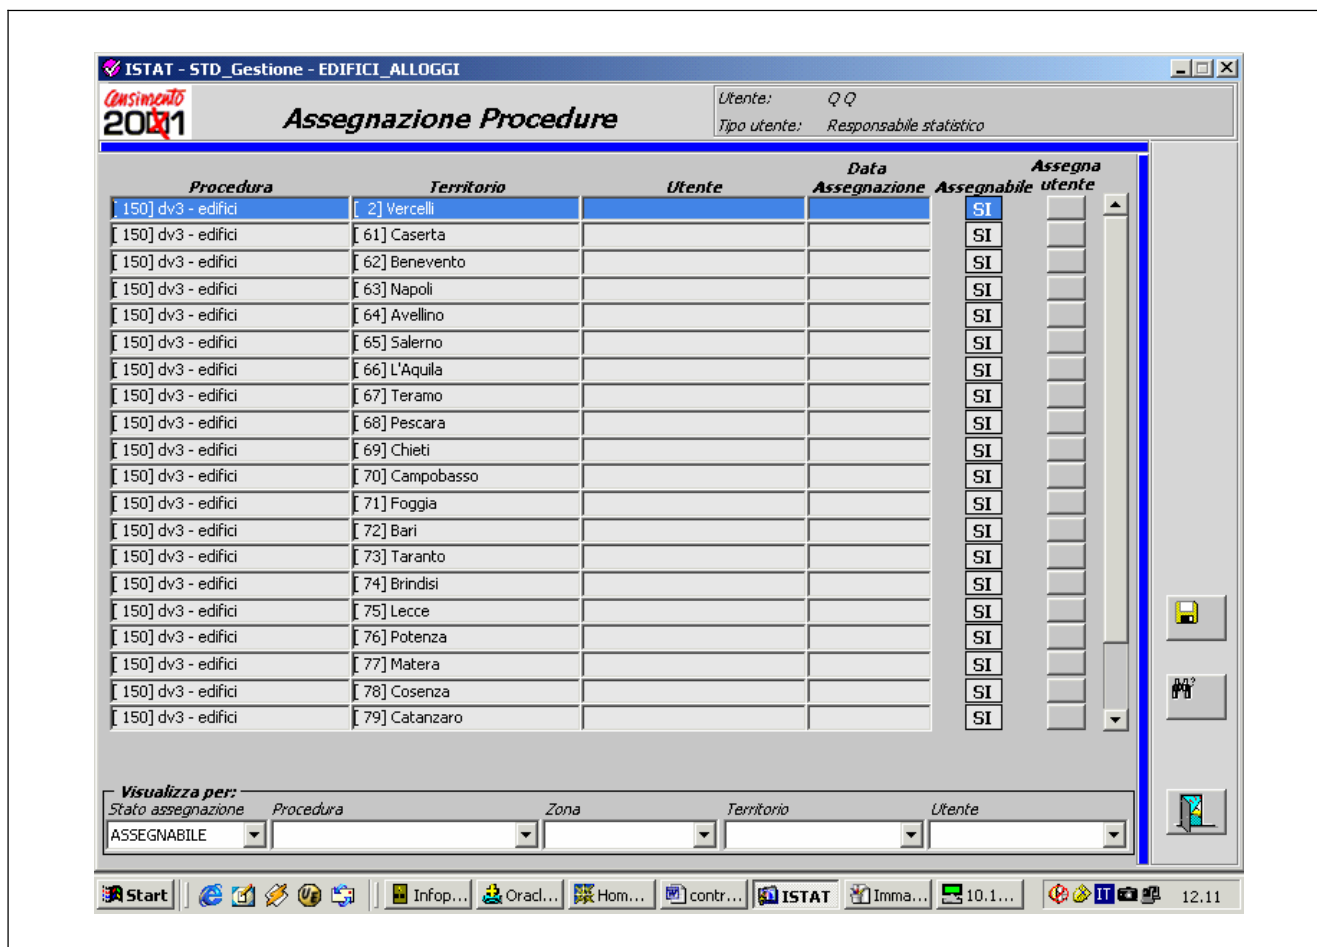 ISTAT - STD_Gestione - EDIFICI_ALLOGGI
Censimento
2001
Assegnazione Procedure
Utente: Q Q
Tipo utente: Responsabile statistico
Procedura Territorio Utente Data Assegnazione Assegnabile Assegna utente
[ 150] dv3 - edifici [ 2] Vercelli SI
[ 150] dv3 - edifici [ 61] Caserta SI
[ 150] dv3 - edifici [ 62] Benevento SI
[ 150] dv3 - edifici [ 63] Napoli SI
[ 150] dv3 - edifici [ 64] Avellino SI
[ 150] dv3 - edifici [ 65] Salerno SI
[ 150] dv3 - edifici [ 66] L'Aquila SI
[ 150] dv3 - edifici [ 67] Teramo SI
[ 150] dv3 - edifici [ 68] Pescara SI
[ 150] dv3 - edifici [ 69] Chieti SI
[ 150] dv3 - edifici [ 70] Campobasso SI
[ 150] dv3 - edifici [ 71] Foggia SI
[ 150] dv3 - edifici [ 72] Bari SI
[ 150] dv3 - edifici [ 73] Taranto SI
[ 150] dv3 - edifici [ 74] Brindisi SI
[ 150] dv3 - edifici [ 75] Lecce SI
[ 150] dv3 - edifici [ 76] Potenza SI
[ 150] dv3 - edifici [ 77] Matera SI
[ 150] dv3 - edifici [ 78] Cosenza SI
[ 150] dv3 - edifici [ 79] Catanzaro SI
Visualizza per:
Stato assegnazione Procedura Zona Territorio Utente
ASSEGNABILE
Start Infop... Oracl... Hom... contr... ISTAT Imma... 10.1... IT 12.11